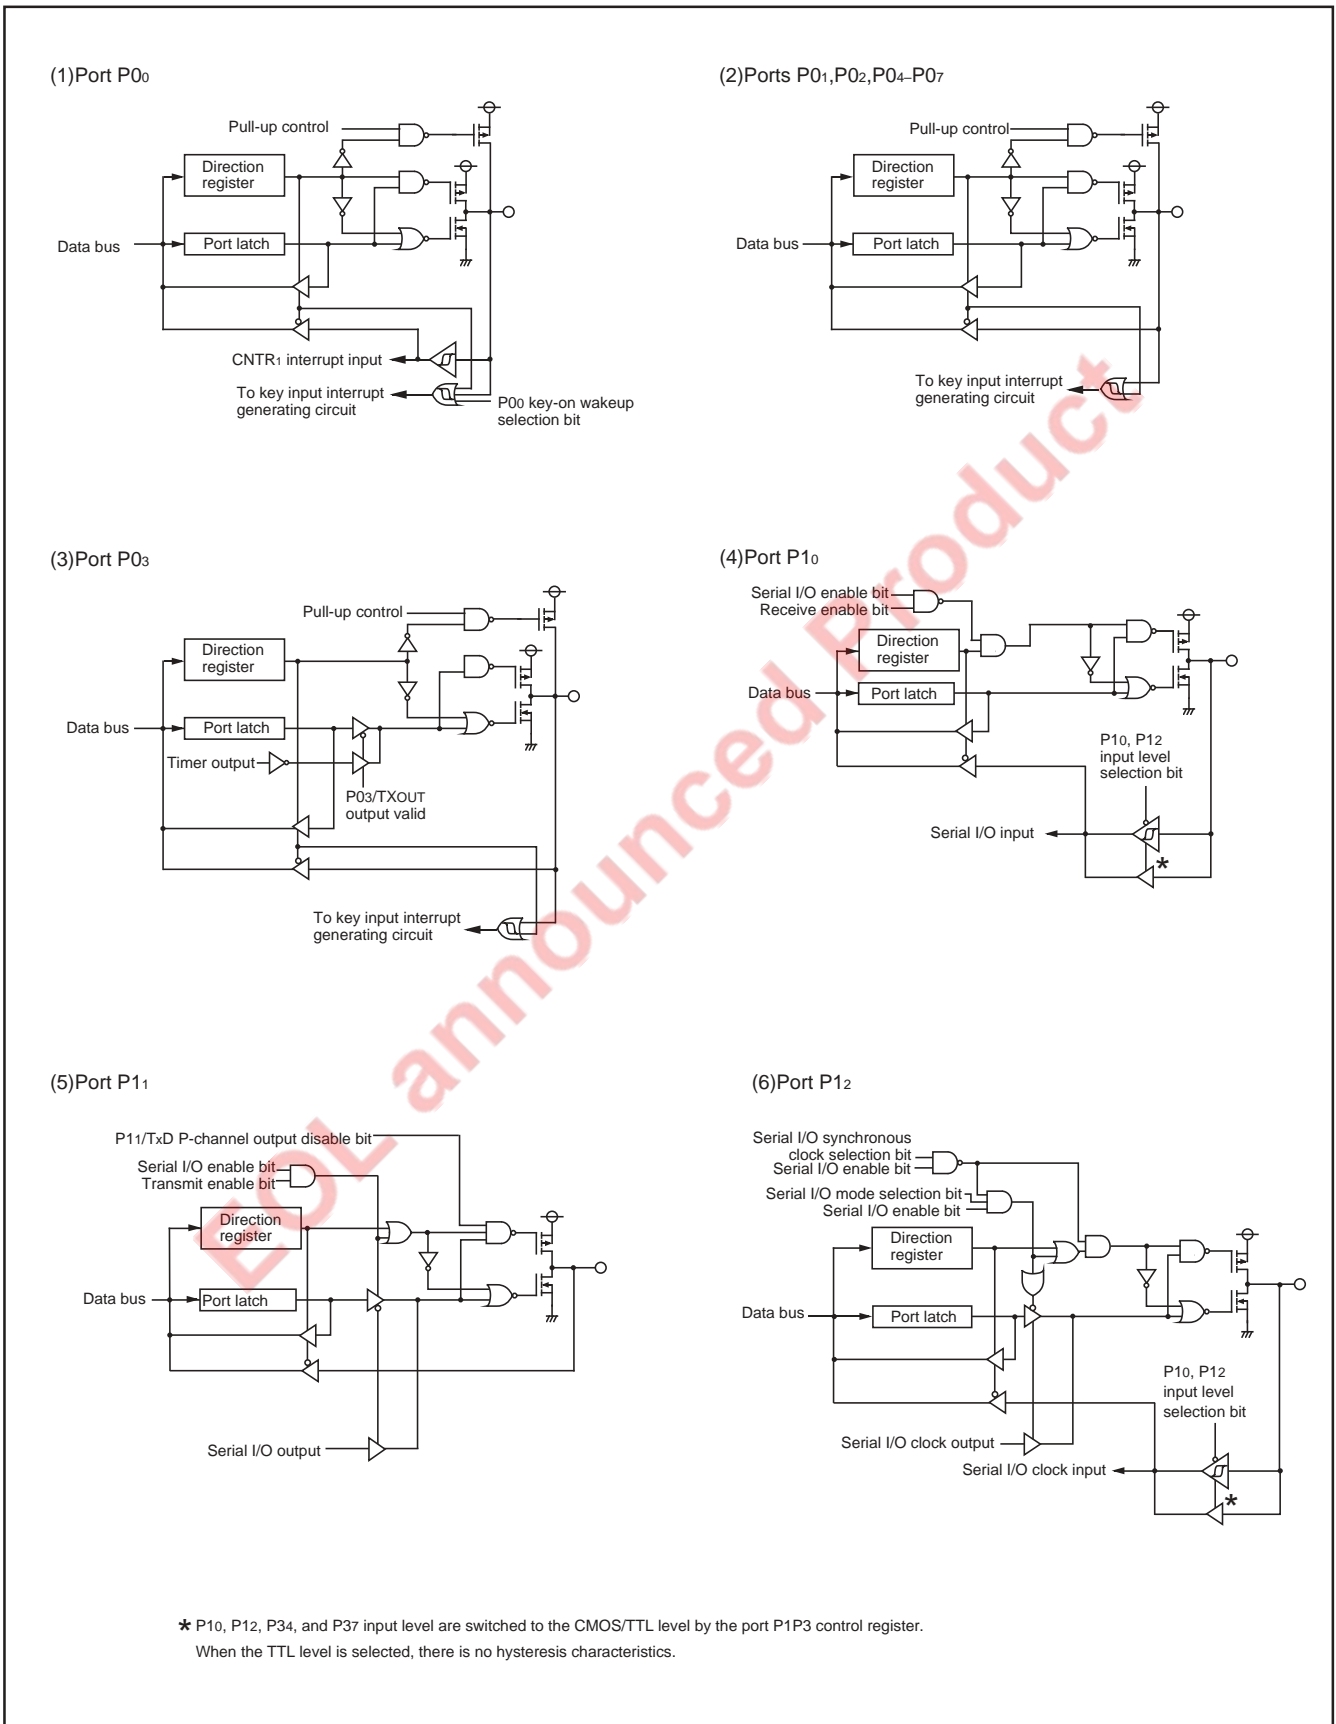 (1)Port P00
Pull-up control
Direction
register
Data bus
Port latch
CNTR1 interrupt input
To key input interrupt
generating circuit
P00 key-on wakeup
selection bit
(2)Ports P01,P02,P04–P07
Pull-up control
Direction
register
Data bus
Port latch
To key input interrupt
generating circuit
(3)Port P03
Pull-up control
Direction
register
Data bus
Port latch
Timer output
P03/TXOUT
output valid
To key input interrupt
generating circuit
(4)Port P10
Serial I/O enable bit
Receive enable bit
Direction
register
Data bus
Port latch
P10, P12
input level
selection bit
Serial I/O input
*
(5)Port P11
P11/TxD P-channel output disable bit
Serial I/O enable bit
Transmit enable bit
Direction
register
Data bus
Port latch
Serial I/O output
(6)Port P12
Serial I/O synchronous
clock selection bit
Serial I/O enable bit
Serial I/O mode selection bit
Serial I/O enable bit
Direction
register
Data bus
Port latch
P10, P12
input level
selection bit
Serial I/O clock output
Serial I/O clock input
*
* P10, P12, P34, and P37 input level are switched to the CMOS/TTL level by the port P1P3 control register.
When the TTL level is selected, there is no hysteresis characteristics.
EOL announced Product